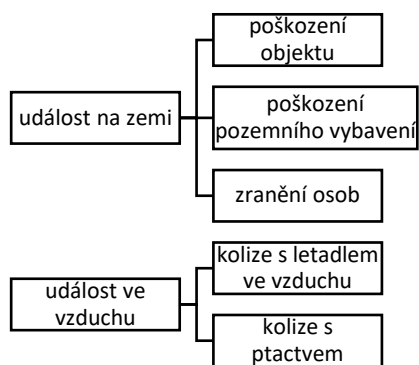 poškození
objektu
událost na zemi
poškození
pozemního vybavení
zranění osob
kolize s letadlem
ve vzduchu
událost ve
vzduchu
kolize s
ptactvem